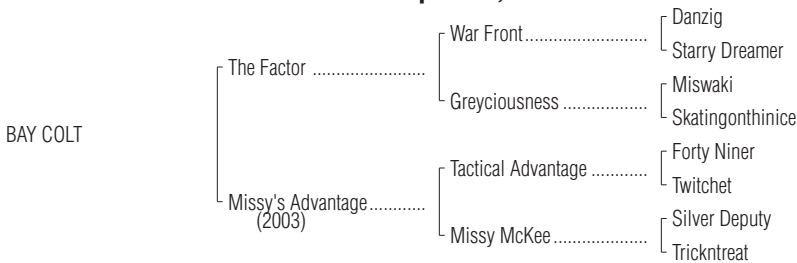 Danzig
War Front..........................
Starry Dreamer
The Factor ........................
Miswaki
Greyciousness ..................
Skatingonthinice
BAY COLT
Forty Niner
Tactical Advantage ............
Twitchet
Missy's Advantage............
(2003)
Silver Deputy
Missy McKee....................
Trickntreat